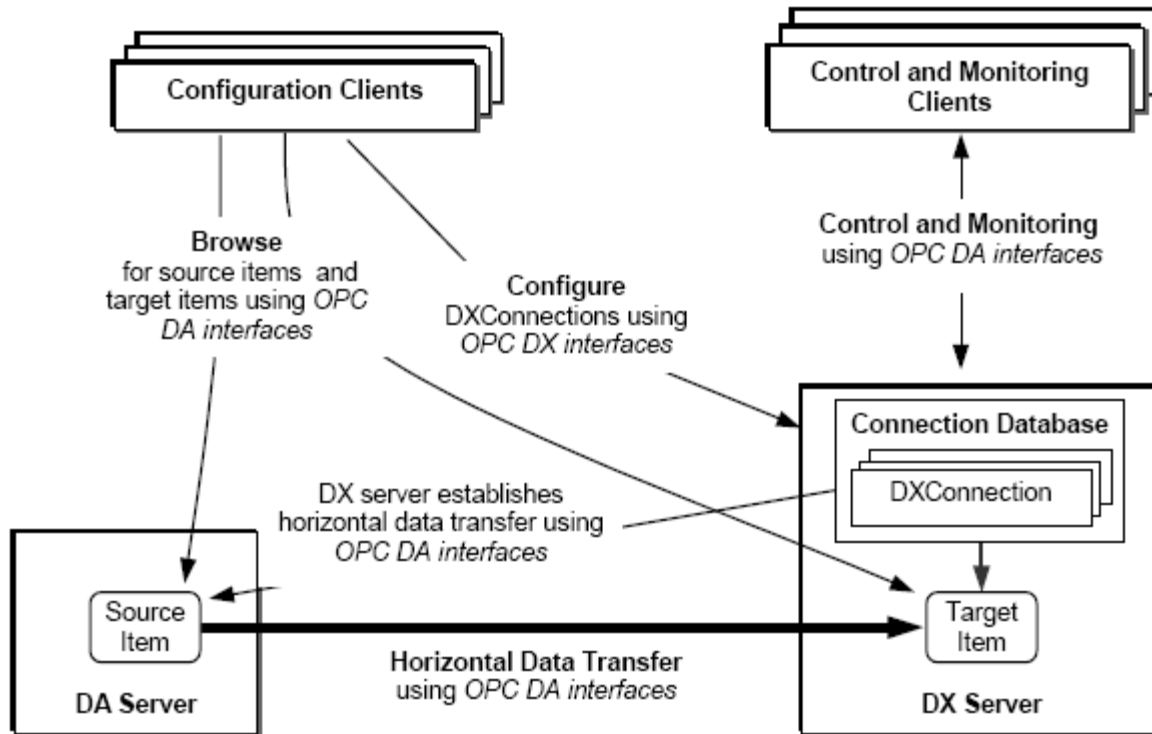 Configuration Clients
Control and Monitoring
Clients
Browse
for source items and
target items using OPC
DA interfaces
Configure
DXConnections using
OPC DX interfaces
Control and Monitoring
using OPC DA interfaces
Connection Database
DXConnection
DX server establishes
horizontal data transfer using
OPC DA interfaces
Source
Item
DA Server
Horizontal Data Transfer
using OPC DA interfaces
Target
Item
DX Server